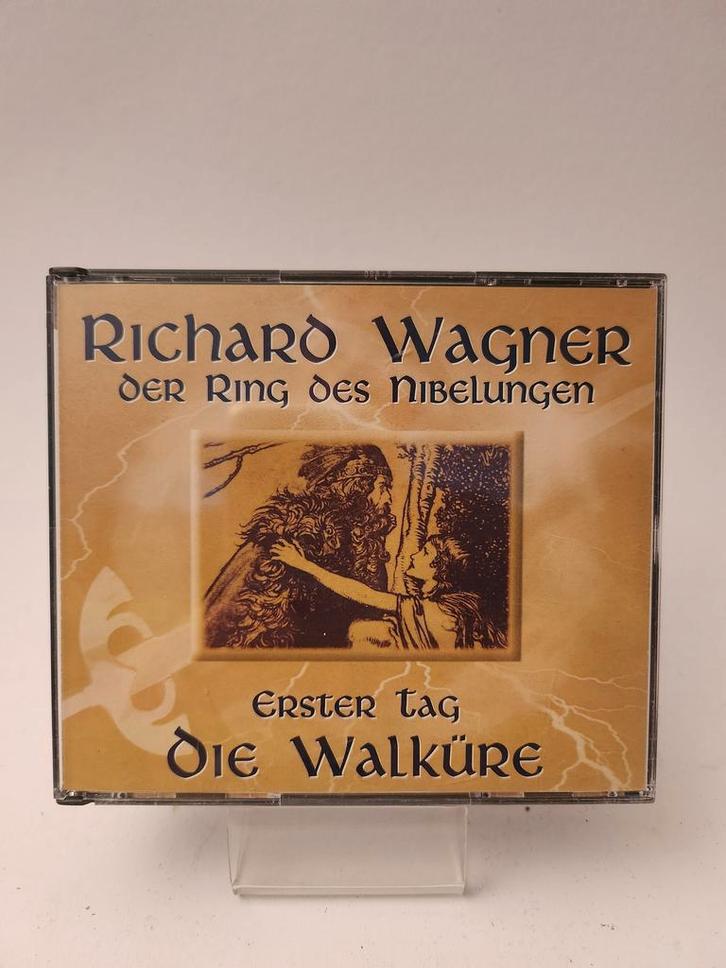 Richard Wagner
der Ring des Nibelungen
Erster Tag
Die Walküre